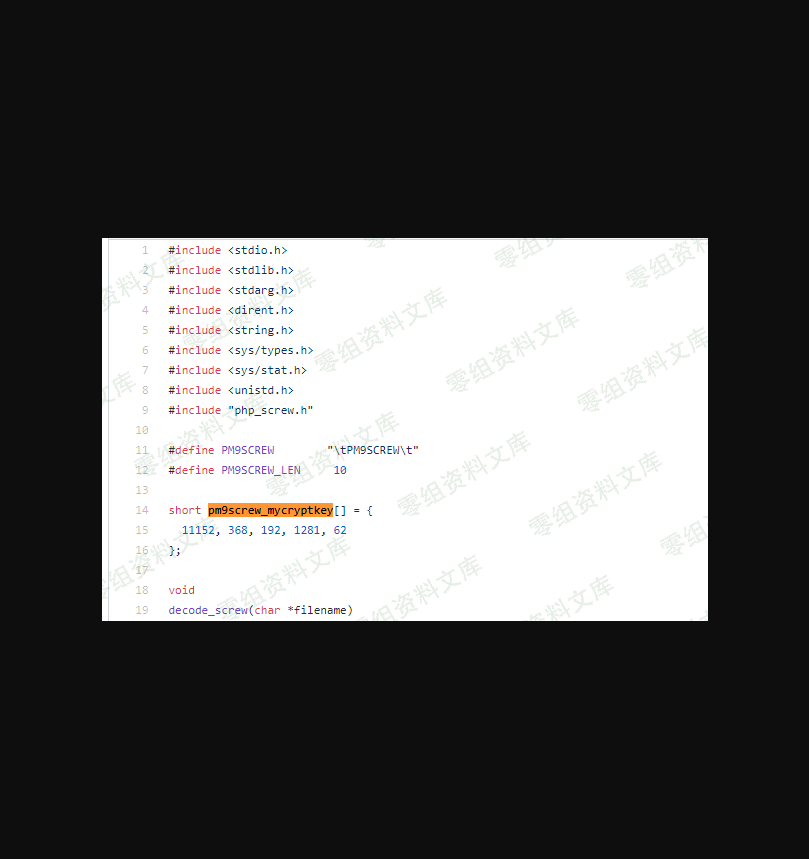 1 #include <stdio.h>
2 #include <stdlib.h>
3 #include <stdarg.h>
4 #include <dirent.h>
5 #include <string.h>
6 #include <sys/types.h>
7 #include <sys/stat.h>
8 #include <unistd.h>
9 #include "php_screw.h"
10
11 #define PM9SCREW        "\tPM9SCREW\t"
12 #define PM9SCREW_LEN     10
13
14 short pm9screw_mycryptkey[] = {
15   11152, 368, 192, 1281, 62
16 };
17
18 void
19 decode_screw(char *filename)
零组资料文库